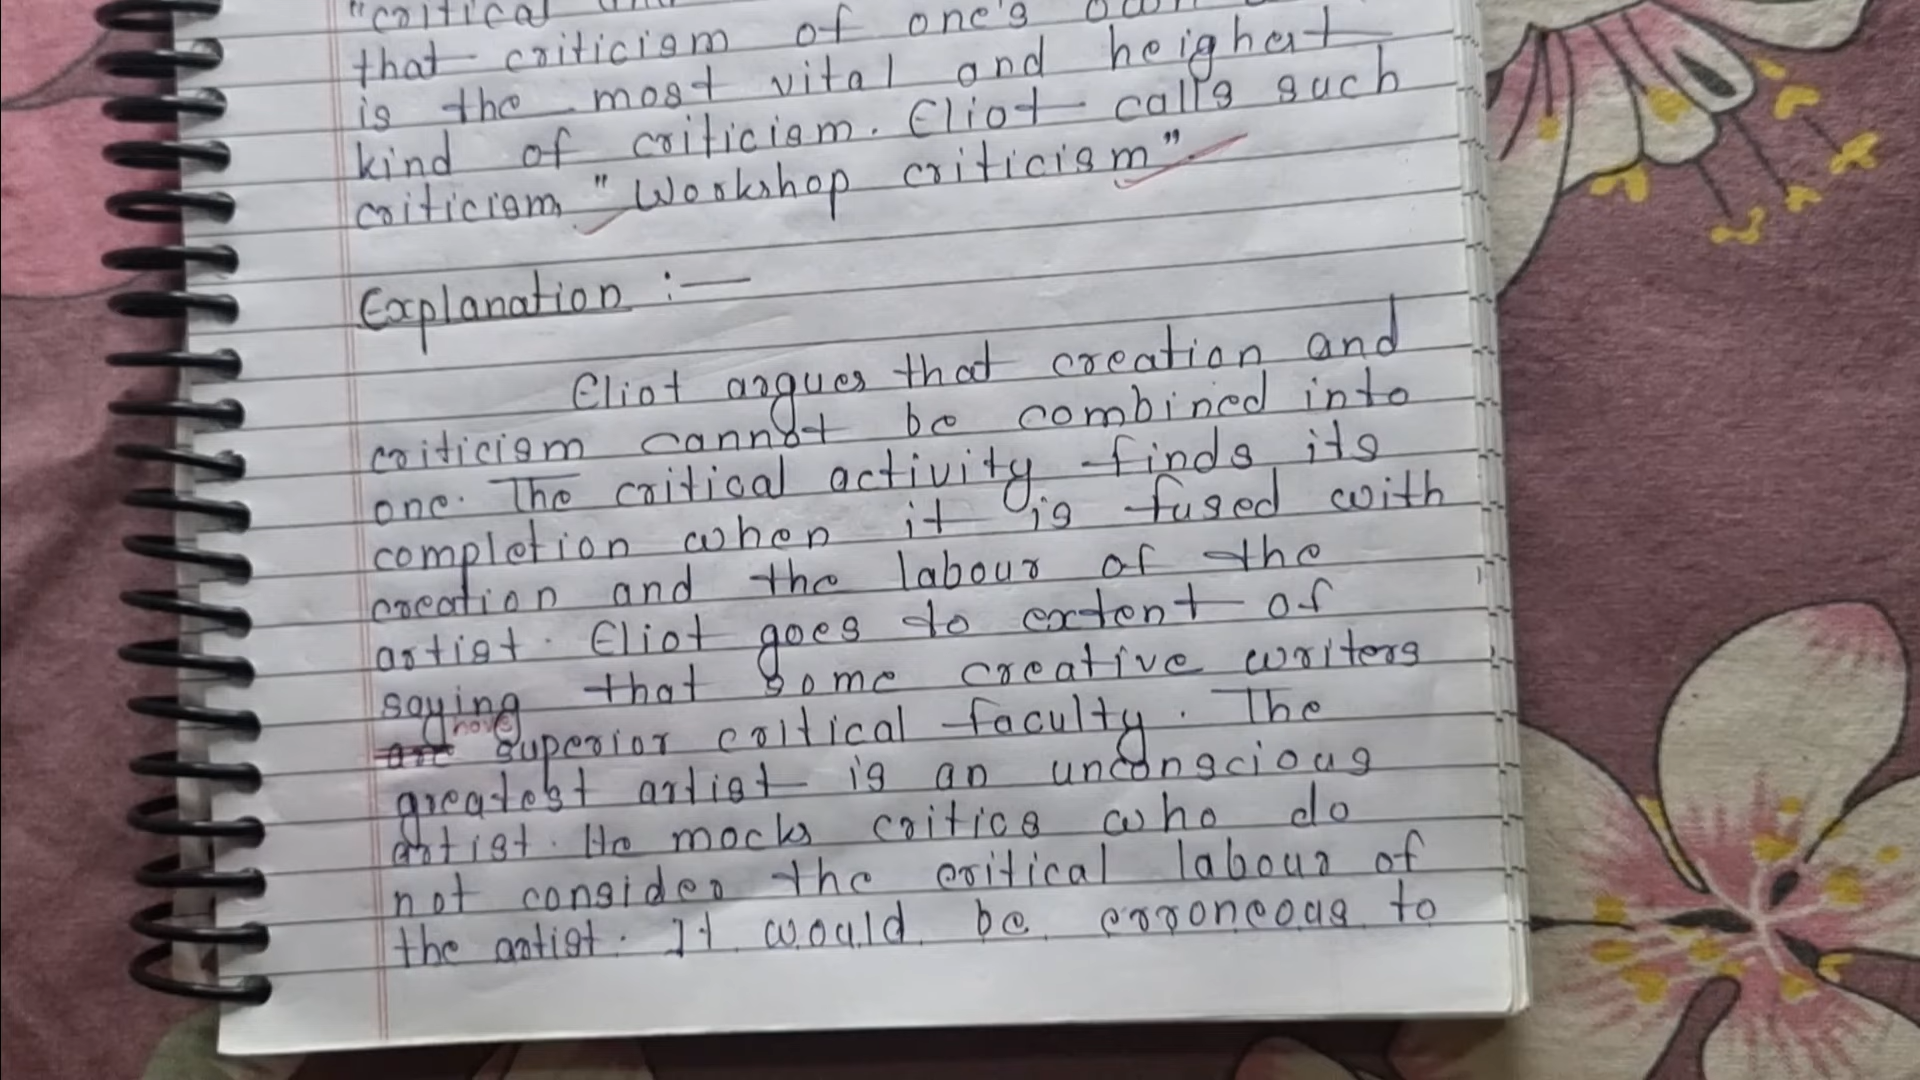 "critical
that criticism of one's own
is the most vital and heighest
kind of criticism. Eliot calls such
criticism, "Workshop criticism"
Explanation :—
Eliot argues that creation and
criticism cannot be combined into
one. The critical activity finds its
completion when it is fused with
creation and the labour of the
artist. Eliot goes to extent of
saying that some creative writers
have
are superior critical faculty. The
greatest artist is an unconscious
artist. He mocks critics who do
not consider the critical labour of
the artist. It would be erroneous to